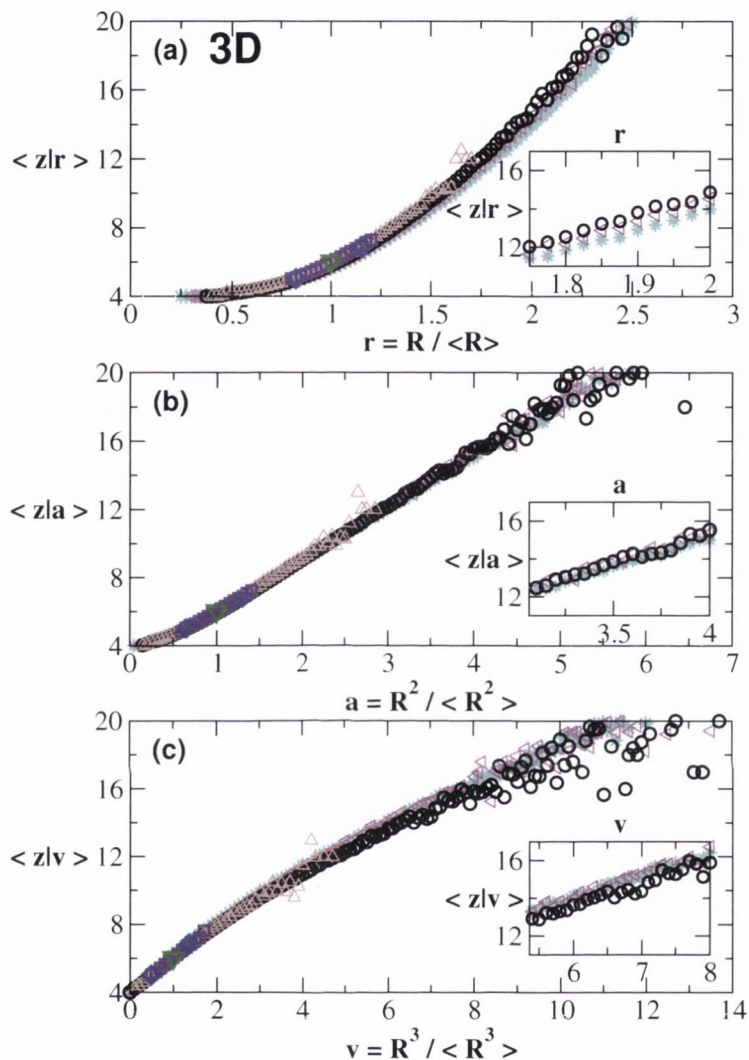 20
(a) 3D
16
< z|r > 12
8
4
0.5 1 1.5 2 2.5 3
r = R / <R>
r
16
< z|r >
12
1.8 1.9 2
20
(b)
16
< z|a > 12
8
4
0 1 2 3 4 5 6 7
a = R² / < R² >
a
16
< z|a >
12
3.5 4
20
(c)
16
< z|v > 12
8
4
0 2 4 6 8 10 12 14
v = R³ / < R³ >
v
16
< z|v >
12
6 7 8